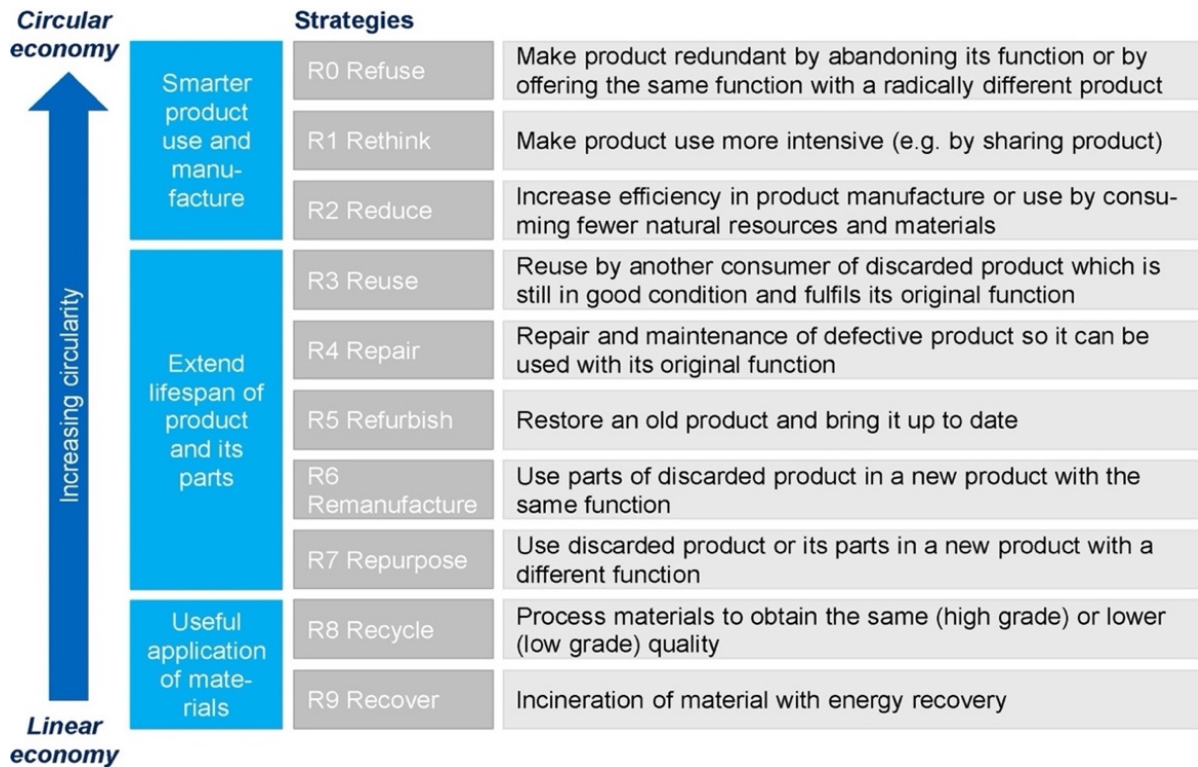 Circular
economy
Strategies
Increasing circularity
Linear
economy
Smarter
product
use and
manu-
facture
R0 Refuse
Make product redundant by abandoning its function or by
offering the same function with a radically different product
R1 Rethink
Make product use more intensive (e.g. by sharing product)
R2 Reduce
Increase efficiency in product manufacture or use by consu-
ming fewer natural resources and materials
Extend
lifespan of
product
and its
parts
R3 Reuse
Reuse by another consumer of discarded product which is
still in good condition and fulfils its original function
R4 Repair
Repair and maintenance of defective product so it can be
used with its original function
R5 Refurbish
Restore an old product and bring it up to date
R6
Remanufacture
Use parts of discarded product in a new product with the
same function
R7 Repurpose
Use discarded product or its parts in a new product with a
different function
Useful
application
of mate-
rials
R8 Recycle
Process materials to obtain the same (high grade) or lower
(low grade) quality
R9 Recover
Incineration of material with energy recovery